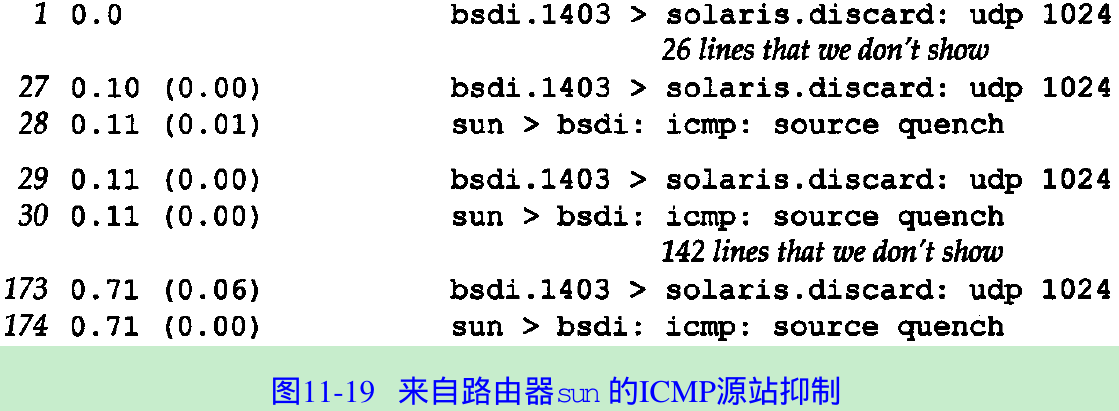 1 0.0 bsdi.1403 > solaris.discard: udp 1024
26 lines that we don't show
27 0.10 (0.00) bsdi.1403 > solaris.discard: udp 1024
28 0.11 (0.01) sun > bsdi: icmp: source quench
29 0.11 (0.00) bsdi.1403 > solaris.discard: udp 1024
30 0.11 (0.00) sun > bsdi: icmp: source quench
142 lines that we don't show
173 0.71 (0.06) bsdi.1403 > solaris.discard: udp 1024
174 0.71 (0.00) sun > bsdi: icmp: source quench
图11-19 来自路由器sun 的ICMP源站抑制